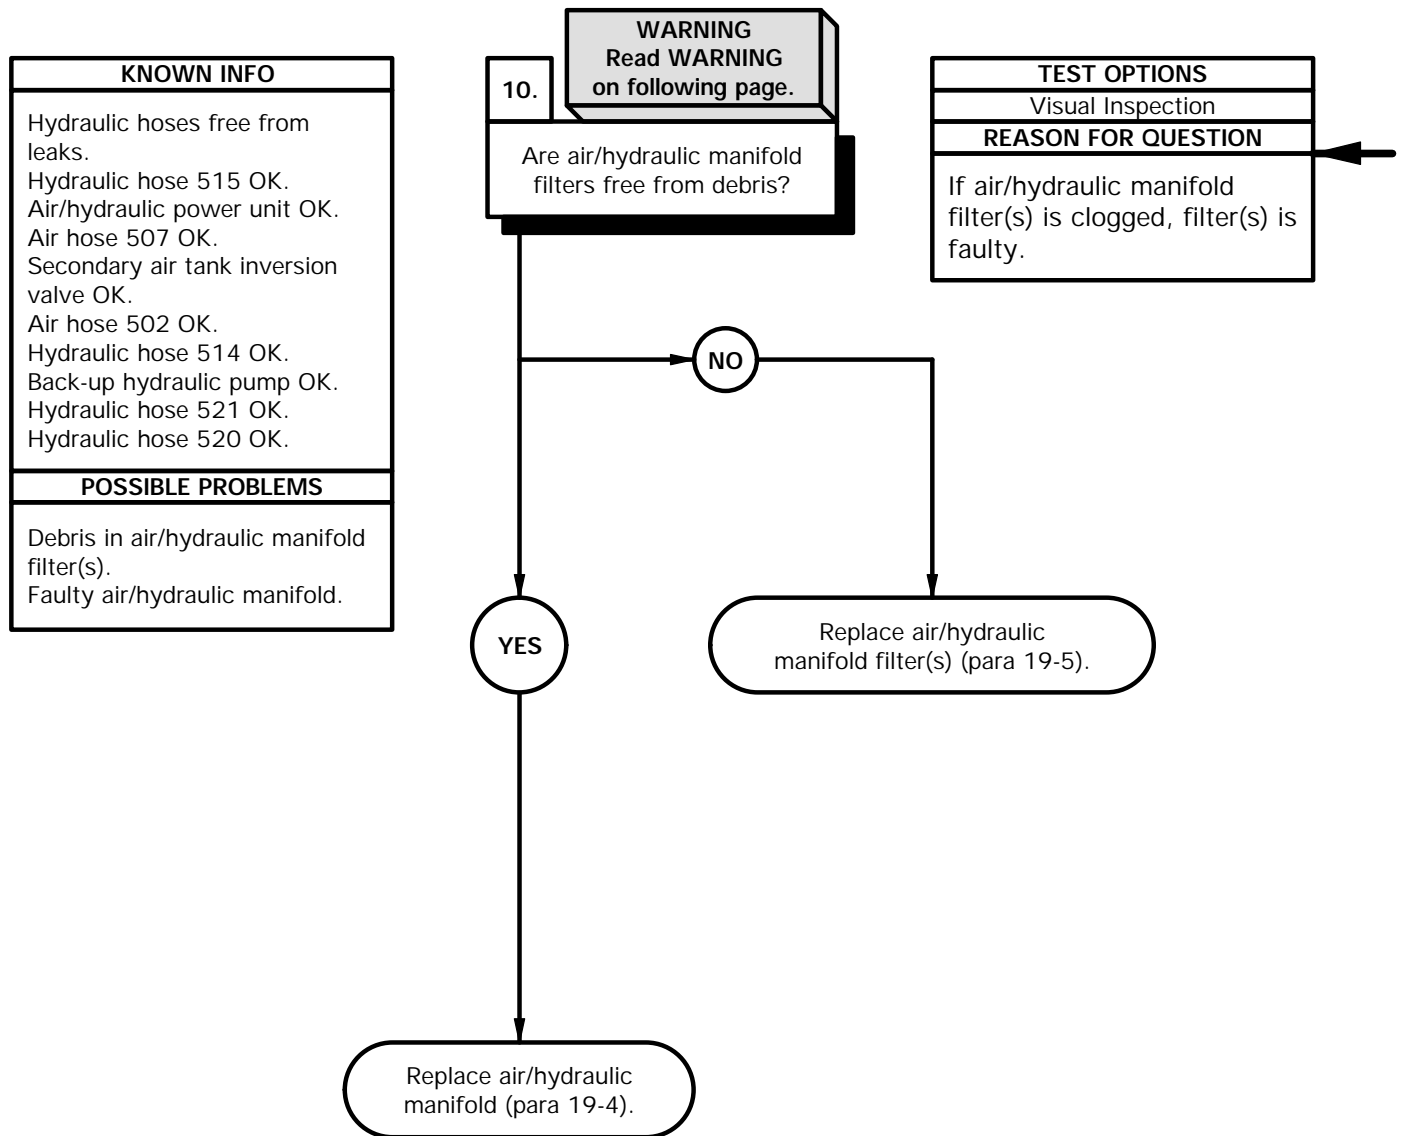 KNOWN INFO
Hydraulic hoses free from
leaks.
Hydraulic hose 515 OK.
Air/hydraulic power unit OK.
Air hose 507 OK.
Secondary air tank inversion
valve OK.
Air hose 502 OK.
Hydraulic hose 514 OK.
Back-up hydraulic pump OK.
Hydraulic hose 521 OK.
Hydraulic hose 520 OK.
POSSIBLE PROBLEMS
Debris in air/hydraulic manifold
filter(s).
Faulty air/hydraulic manifold.
WARNING
Read WARNING
on following page.
10.
Are air/hydraulic manifold
filters free from debris?
TEST OPTIONS
Visual Inspection
REASON FOR QUESTION
If air/hydraulic manifold
filter(s) is clogged, filter(s) is
faulty.
NO
YES
Replace air/hydraulic
manifold filter(s) (para 19-5).
Replace air/hydraulic
manifold (para 19-4).